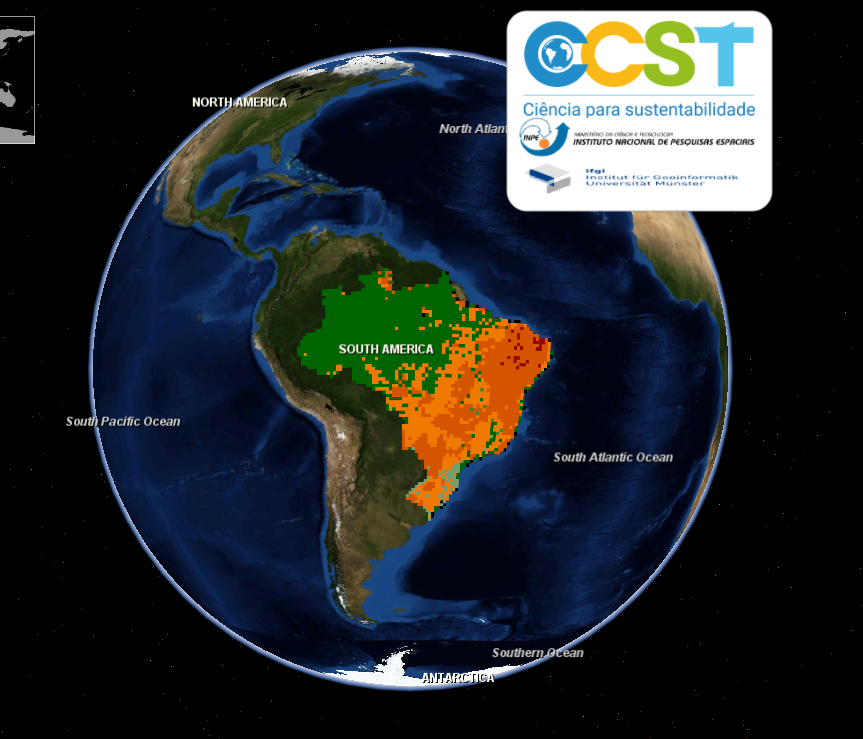 CCST
Ciência para sustentabilidade
INPE
MINISTÉRIO DA CIÊNCIA E TECNOLOGIA
INSTITUTO NACIONAL DE PESQUISAS ESPACIAIS
ifgi
Institut für Geoinformatik
Universität Münster
NORTH AMERICA
North Atlan
SOUTH AMERICA
South Pacific Ocean
South Atlantic Ocean
Southern Ocean
ANTARCTICA